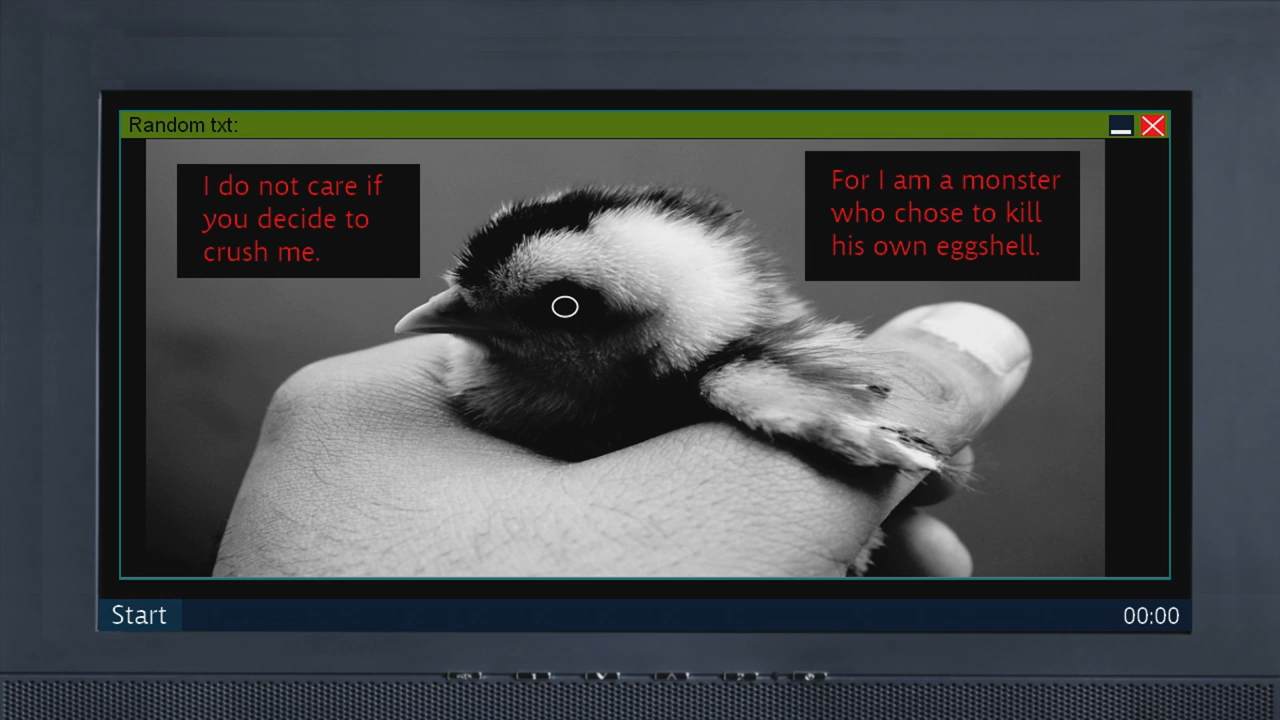 Random txt:
I do not care if
you decide to
crush me.
For I am a monster
who chose to kill
his own eggshell.
Start
00:00